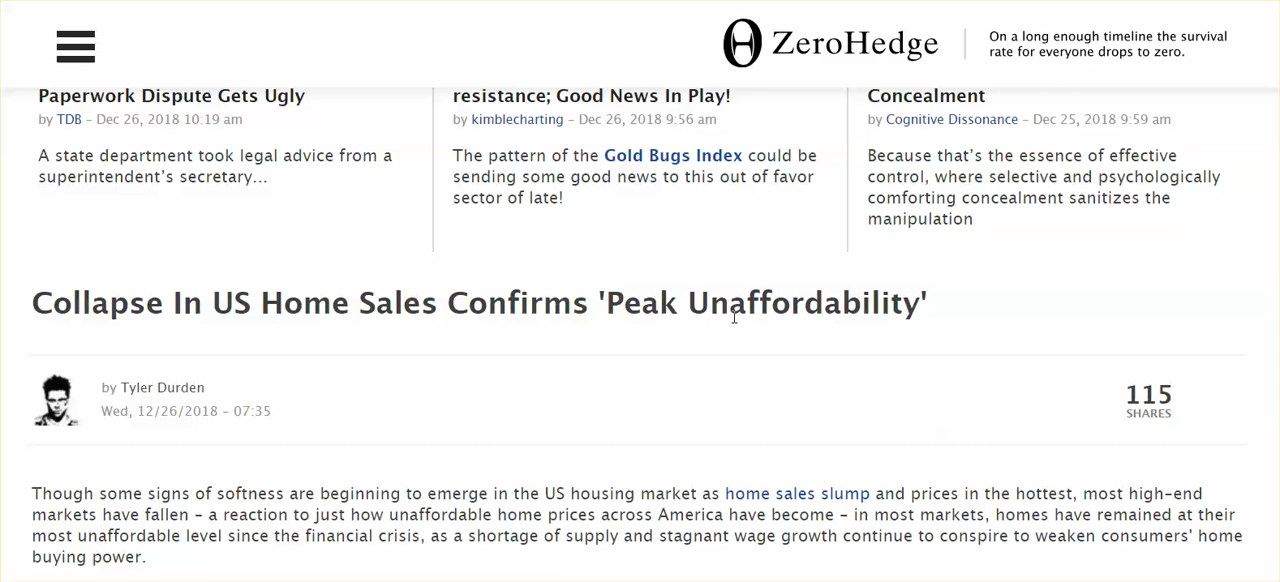 ZeroHedge
On a long enough timeline the survival
rate for everyone drops to zero.
Paperwork Dispute Gets Ugly
by TDB – Dec 26, 2018 10:19 am
A state department took legal advice from a
superintendent’s secretary...
resistance; Good News In Play!
by kimblecharting – Dec 26, 2018 9:56 am
The pattern of the Gold Bugs Index could be
sending some good news to this out of favor
sector of late!
Concealment
by Cognitive Dissonance – Dec 25, 2018 9:59 am
Because that’s the essence of effective
control, where selective and psychologically
comforting concealment sanitizes the
manipulation
Collapse In US Home Sales Confirms 'Peak Unaffordability'
by Tyler Durden
Wed, 12/26/2018 – 07:35
115
SHARES
Though some signs of softness are beginning to emerge in the US housing market as home sales slump and prices in the hottest, most high–end
markets have fallen – a reaction to just how unaffordable home prices across America have become – in most markets, homes have remained at their
most unaffordable level since the financial crisis, as a shortage of supply and stagnant wage growth continue to conspire to weaken consumers' home
buying power.